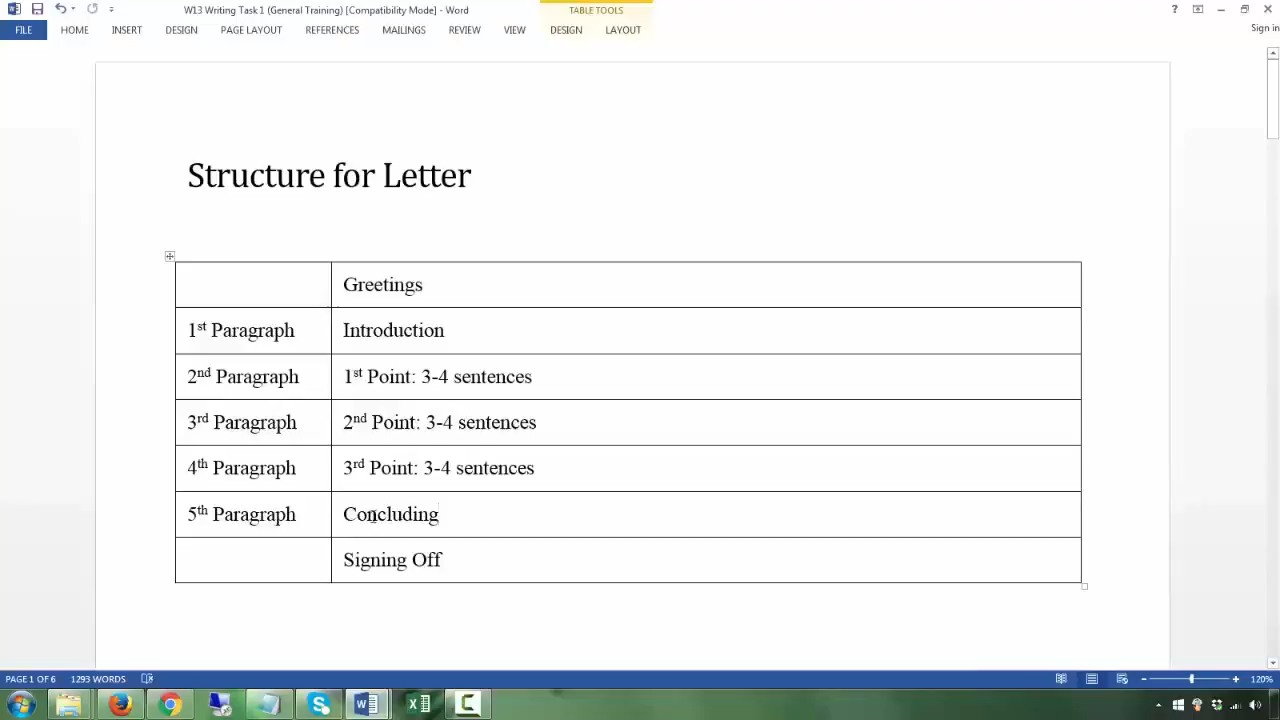 W13 Writing Task 1 (General Training) [Compatibility Mode] - Word
TABLE TOOLS
FILE HOME INSERT DESIGN PAGE LAYOUT REFERENCES MAILINGS REVIEW VIEW DESIGN LAYOUT
Sign in
Structure for Letter
Greetings
1st Paragraph Introduction
2nd Paragraph 1st Point: 3-4 sentences
3rd Paragraph 2nd Point: 3-4 sentences
4th Paragraph 3rd Point: 3-4 sentences
5th Paragraph Concluding
Signing Off
PAGE 1 OF 6 1293 WORDS 120%